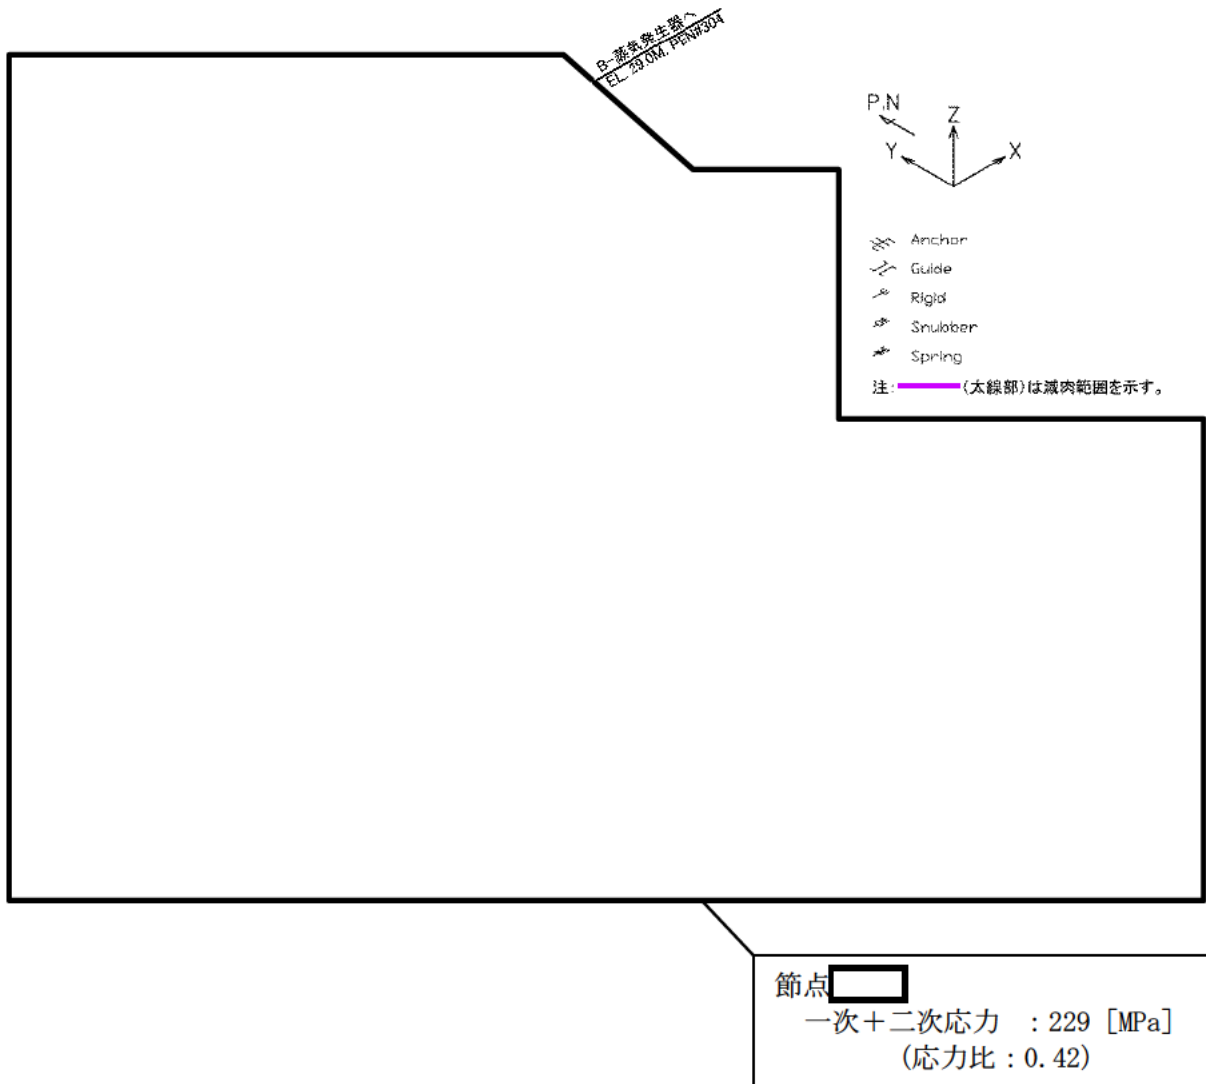 B-蒸気発生器へ
EL. 29.0M, PEN#304
P.N
Z
Y
X
Anchor
Guide
Rigid
Snubber
Spring
注: (太線部)は減肉範囲を示す。
節点
一次＋二次応力 : 229 [MPa]
(応力比 : 0.42)